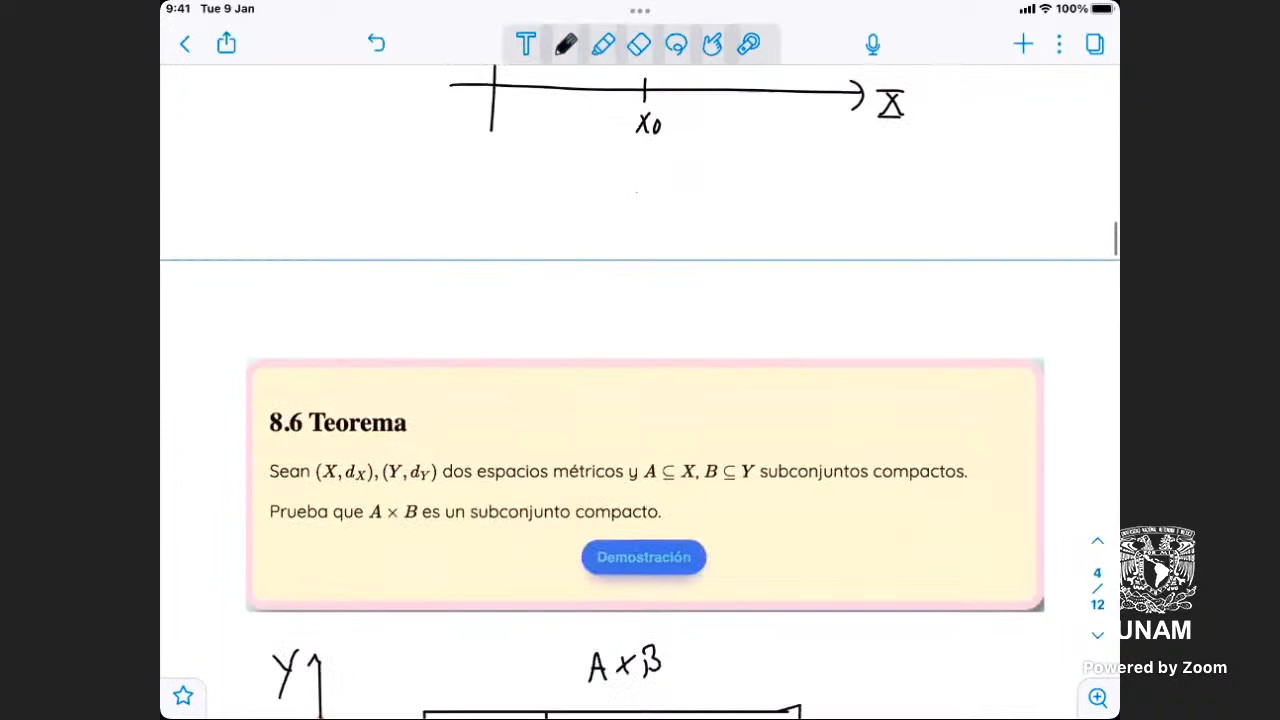 9:41 Tue 9 Jan
100%
T
X
x0
8.6 Teorema
Sean (X, d_X), (Y, d_Y) dos espacios métricos y A ⊆ X, B ⊆ Y subconjuntos compactos.
Prueba que A × B es un subconjunto compacto.
Demostración
4
/
12
UNAM
Powered by Zoom
Y
A × B